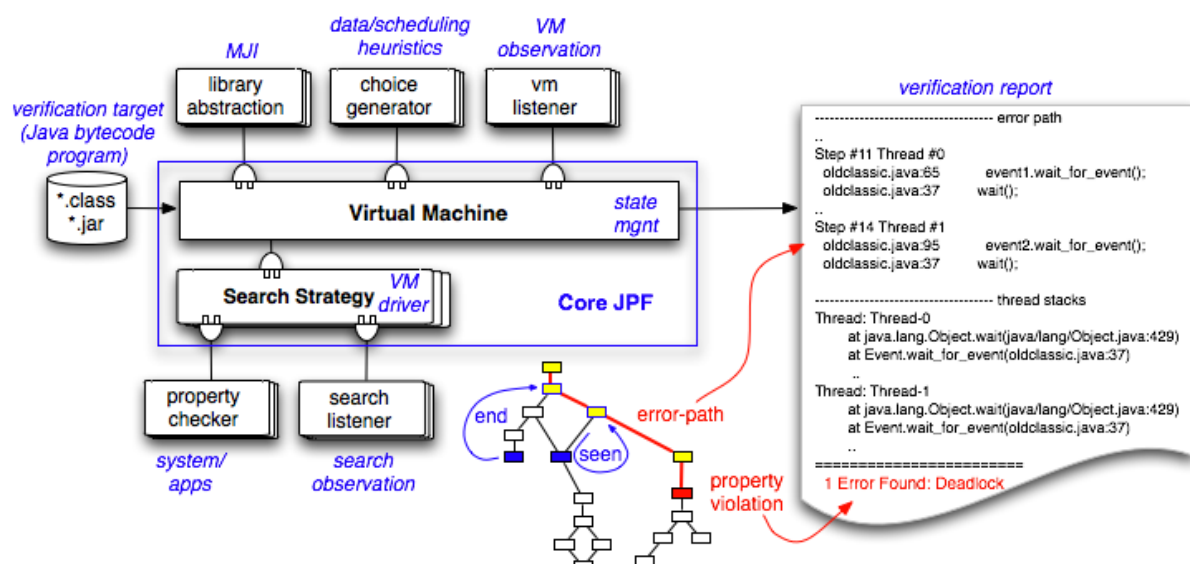 MJI
data/scheduling
heuristics
VM
observation
library
abstraction
choice
generator
vm
listener
verification target
(Java bytecode
program)
*.class
*.jar
Virtual Machine
state
mgnt
Search Strategy
VM
driver
Core JPF
property
checker
search
listener
system/
apps
search
observation
end
seen
error-path
property
violation
verification report
------------------------------------ error path
..
Step #11 Thread #0
oldclassic.java:65 event1.wait_for_event();
oldclassic.java:37 wait();
..
Step #14 Thread #1
oldclassic.java:95 event2.wait_for_event();
oldclassic.java:37 wait();
------------------------------------ thread stacks
Thread: Thread-0
at java.lang.Object.wait(java/lang/Object.java:429)
at Event.wait_for_event(oldclassic.java:37)
..
Thread: Thread-1
at java.lang.Object.wait(java/lang/Object.java:429)
at Event.wait_for_event(oldclassic.java:37)
..
========================
1 Error Found: Deadlock